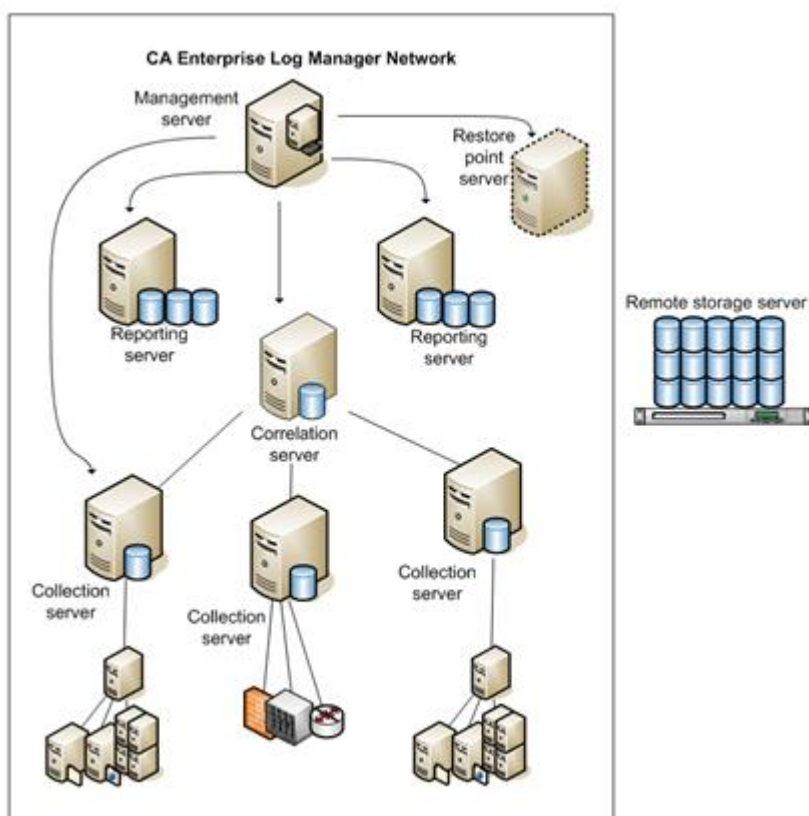 CA Enterprise Log Manager Network
Management
server
Restore
point
server
Reporting
server
Reporting
server
Remote storage server
Correlation
server
Collection
server
Collection
server
Collection
server